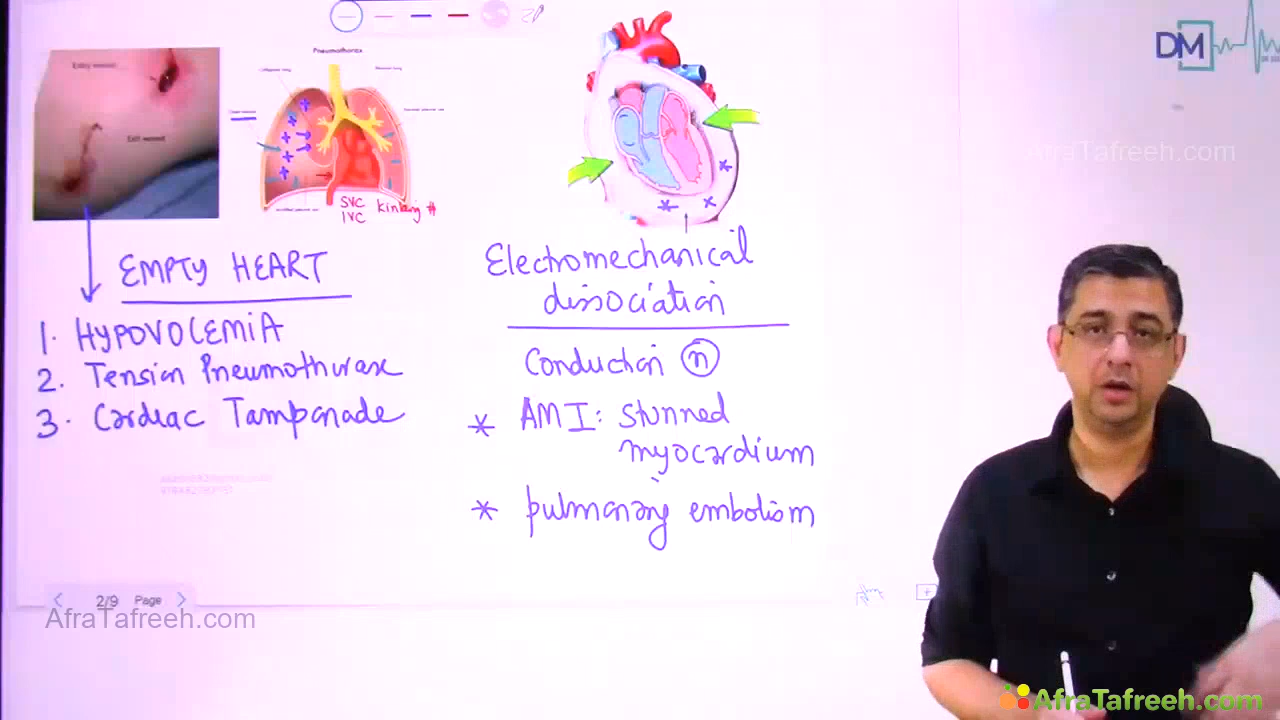 DM
Entry wound
Exit wound
Pneumothorax
SVC
IVC
Kinking #
EMPTY HEART
1. HYPOVOLEMIA
2. Tension Pneumothorax
3. Cardiac Tamponade
Electromechanical
dissociation
Conduction n
* AMI: Stunned
myocardium
* pulmonary embolism
2/9 Page
AfraTafreeh.com
AfraTafreeh.com
AfraTafreeh.com